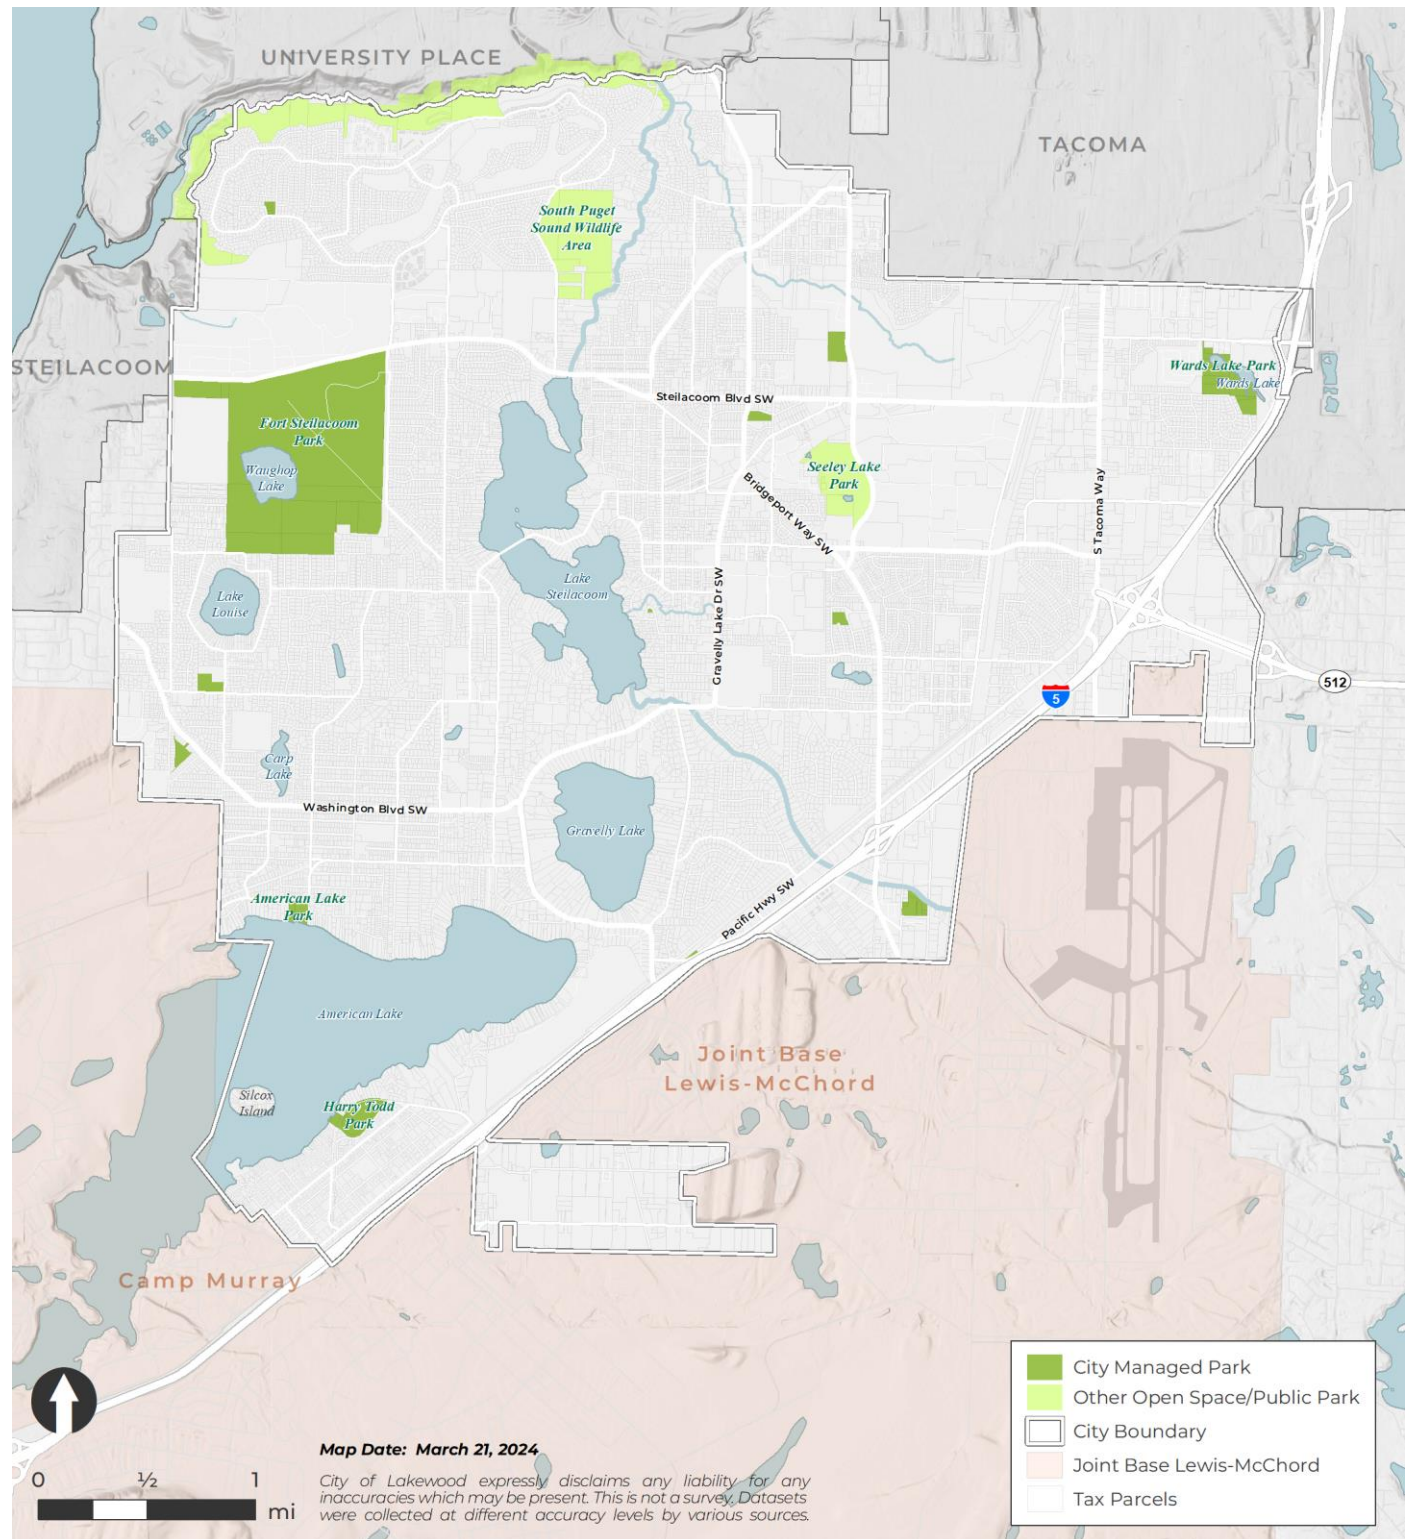 UNIVERSITY PLACE
TACOMA
South Puget
Sound Wildlife
Area
STEILACOOM
Wards Lake Park
Wards Lake
Steilacoom Blvd SW
Fort Steilacoom
Park
Waughop
Lake
Seeley Lake
Park
Bridgeport Way SW
S Tacoma Way
Lake
Louise
Lake
Steilacoom
Gravelly Lake Dr SW
512
5
Carp
Lake
Washington Blvd SW
Gravelly Lake
American Lake
Park
Pacific Hwy SW
American Lake
Joint Base
Lewis-McChord
Silcox
Island
Harry Todd
Park
Camp Murray
City Managed Park
Other Open Space/Public Park
City Boundary
Joint Base Lewis-McChord
Tax Parcels
Map Date: March 21, 2024
0 ½ 1
mi
City of Lakewood expressly disclaims any liability for any
inaccuracies which may be present. This is not a survey. Datasets
were collected at different accuracy levels by various sources.